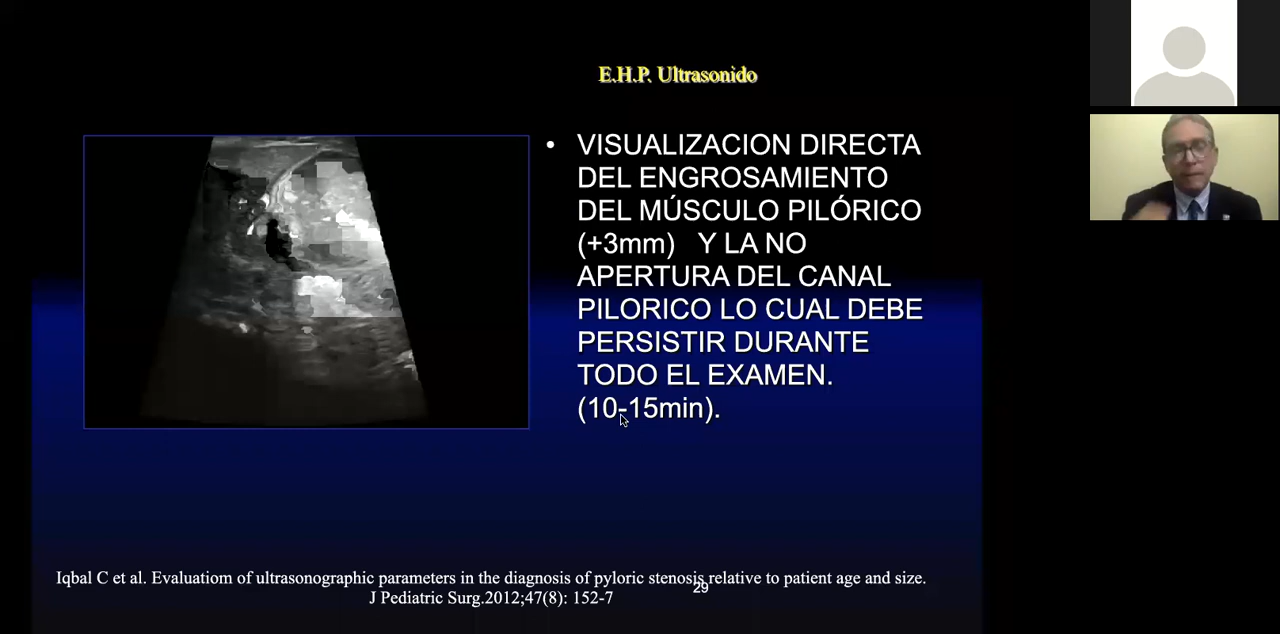 E.H.P. Ultrasonido
• VISUALIZACION DIRECTA
DEL ENGROSAMIENTO
DEL MÚSCULO PILÓRICO
(+3mm) Y LA NO
APERTURA DEL CANAL
PILORICO LO CUAL DEBE
PERSISTIR DURANTE
TODO EL EXAMEN.
(10-15min).
Iqbal C et al. Evaluatiom of ultrasonographic parameters in the diagnosis of pyloric stenosis relative to patient age and size.
J Pediatric Surg.2012;47(8): 152-7
29